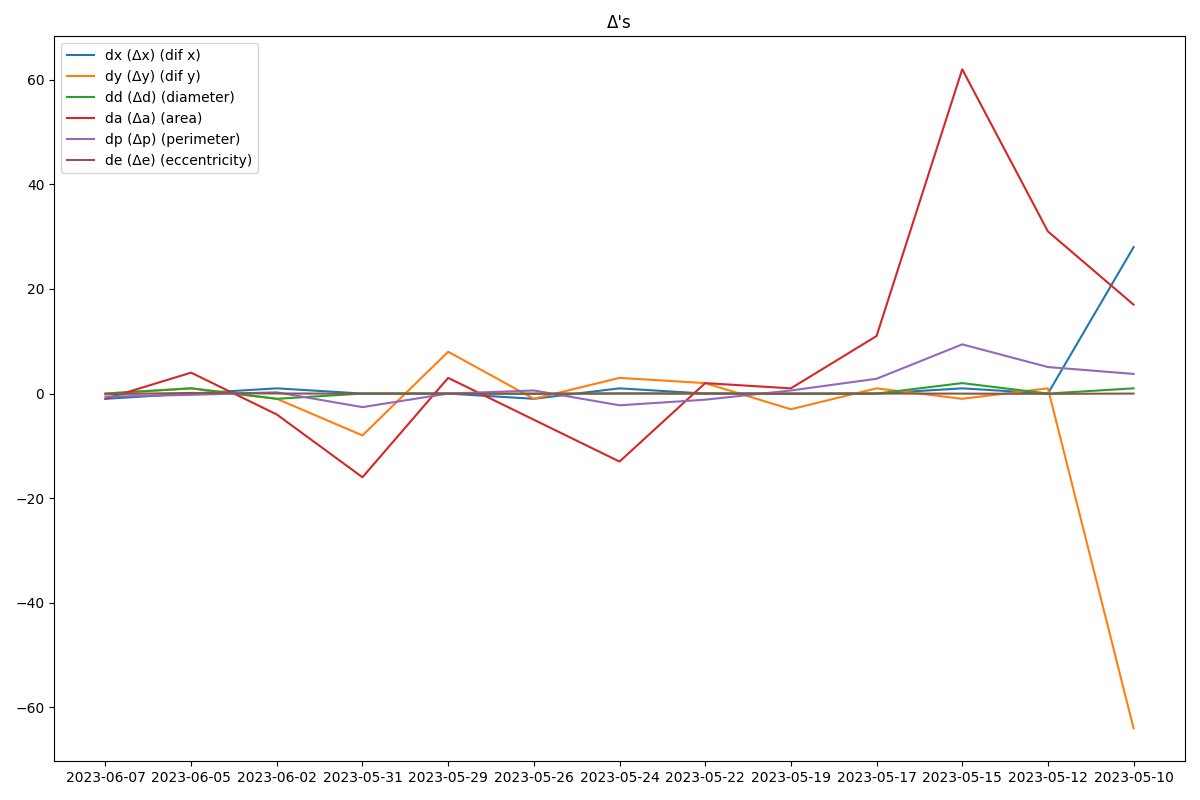 Δ's
dx (Δx) (dif x)
dy (Δy) (dif y)
dd (Δd) (diameter)
da (Δa) (area)
dp (Δp) (perimeter)
de (Δe) (eccentricity)
60
40
20
0
−20
−40
−60
2023-06-07 2023-06-05 2023-06-02 2023-05-31 2023-05-29 2023-05-26 2023-05-24 2023-05-22 2023-05-19 2023-05-17 2023-05-15 2023-05-12 2023-05-10